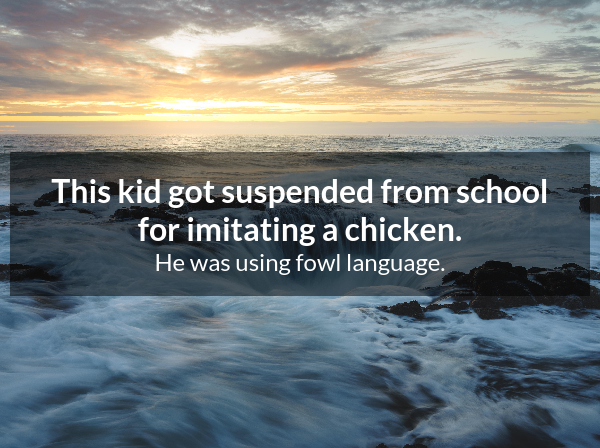 This kid got suspended from school
for imitating a chicken.
He was using fowl language.